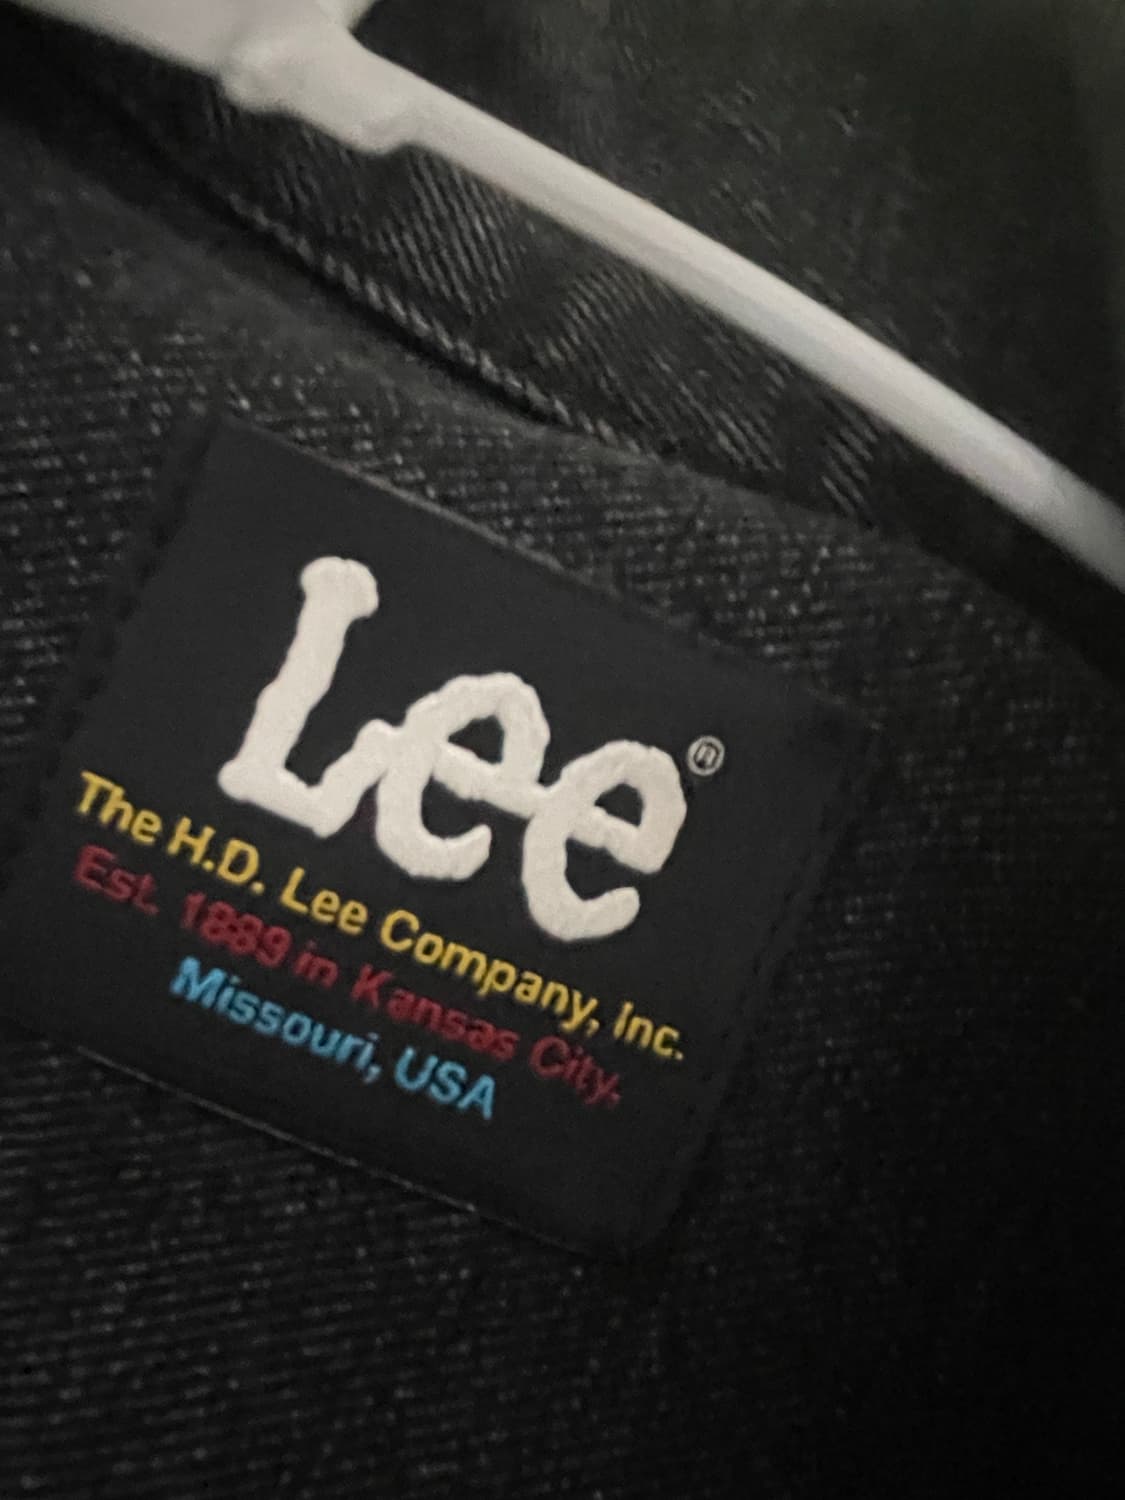 Lee®
The H.D. Lee Company, Inc.
Est. 1889 in Kansas City.
Missouri, USA